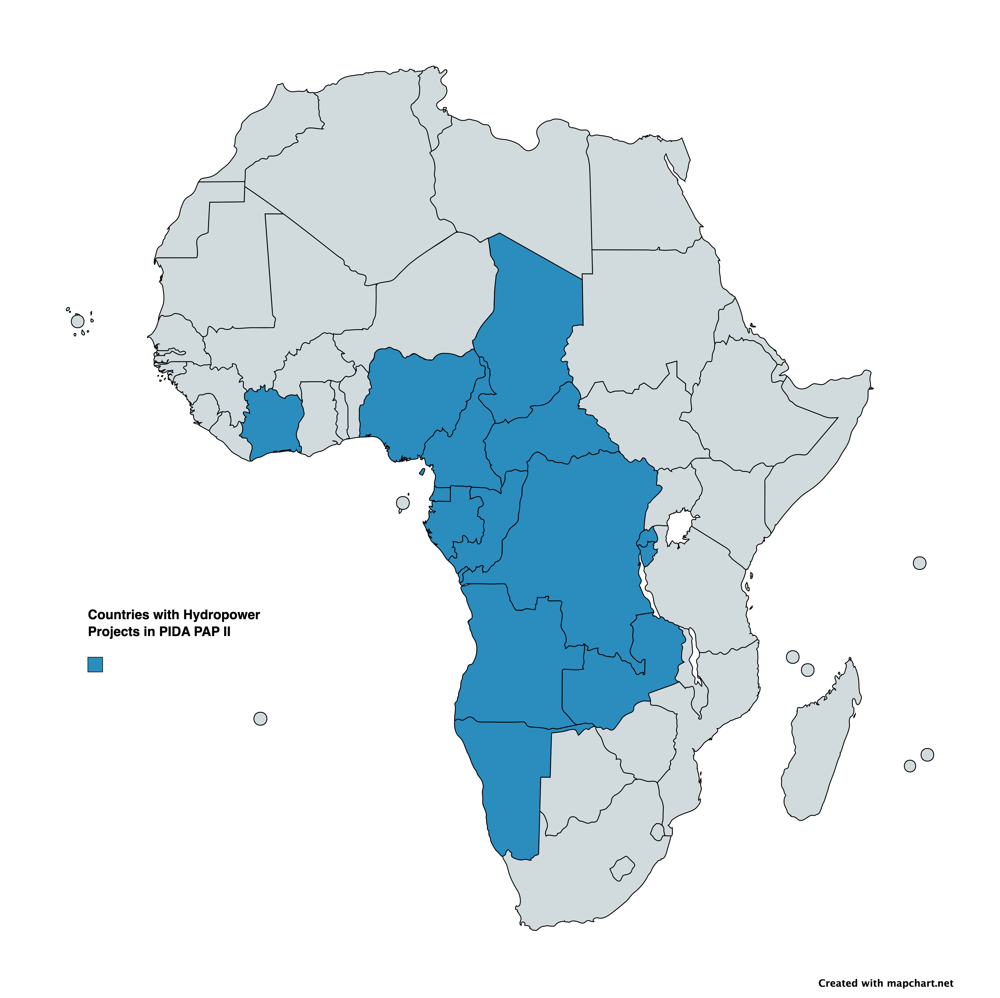 Countries with Hydropower
Projects in PIDA PAP II
Created with mapchart.net